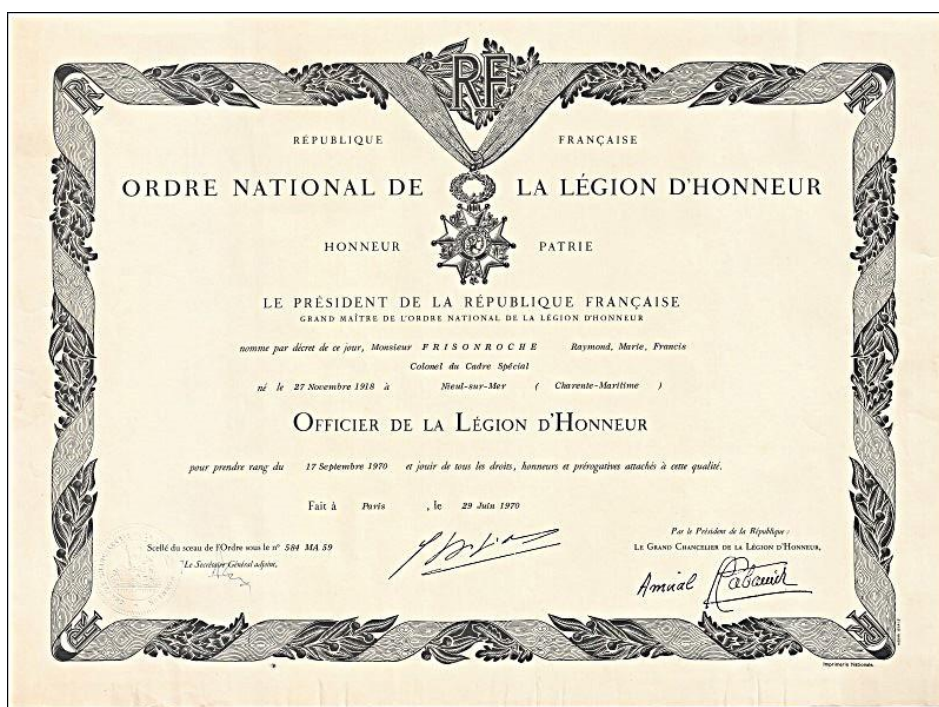 RF
RÉPUBLIQUE FRANÇAISE
ORDRE NATIONAL DE LA LÉGION D'HONNEUR
HONNEUR PATRIE
LE PRÉSIDENT DE LA RÉPUBLIQUE FRANÇAISE
GRAND MAÎTRE DE L'ORDRE NATIONAL DE LA LÉGION D'HONNEUR
nomme par décret de ce jour, Monsieur FRISONROCHE Raymond, Marie, Francis
Colonel du Cadre Spécial
né le 27 Novembre 1918 à Nieul-sur-Mer ( Charente-Maritime )
OFFICIER DE LA LÉGION D'HONNEUR
pour prendre rang du 17 Septembre 1970 et jouir de tous les droits, honneurs et prérogatives attachés à cette qualité.
Fait à Paris , le 29 Juin 1970
Par le Président de la République :
Scellé du sceau de l'Ordre sous le n° 584 MA 59
LE GRAND CHANCELIER DE LA LÉGION D'HONNEUR,
Le Secrétaire Général adjoint,
Amiral Cabanier
Imprimerie Nationale.